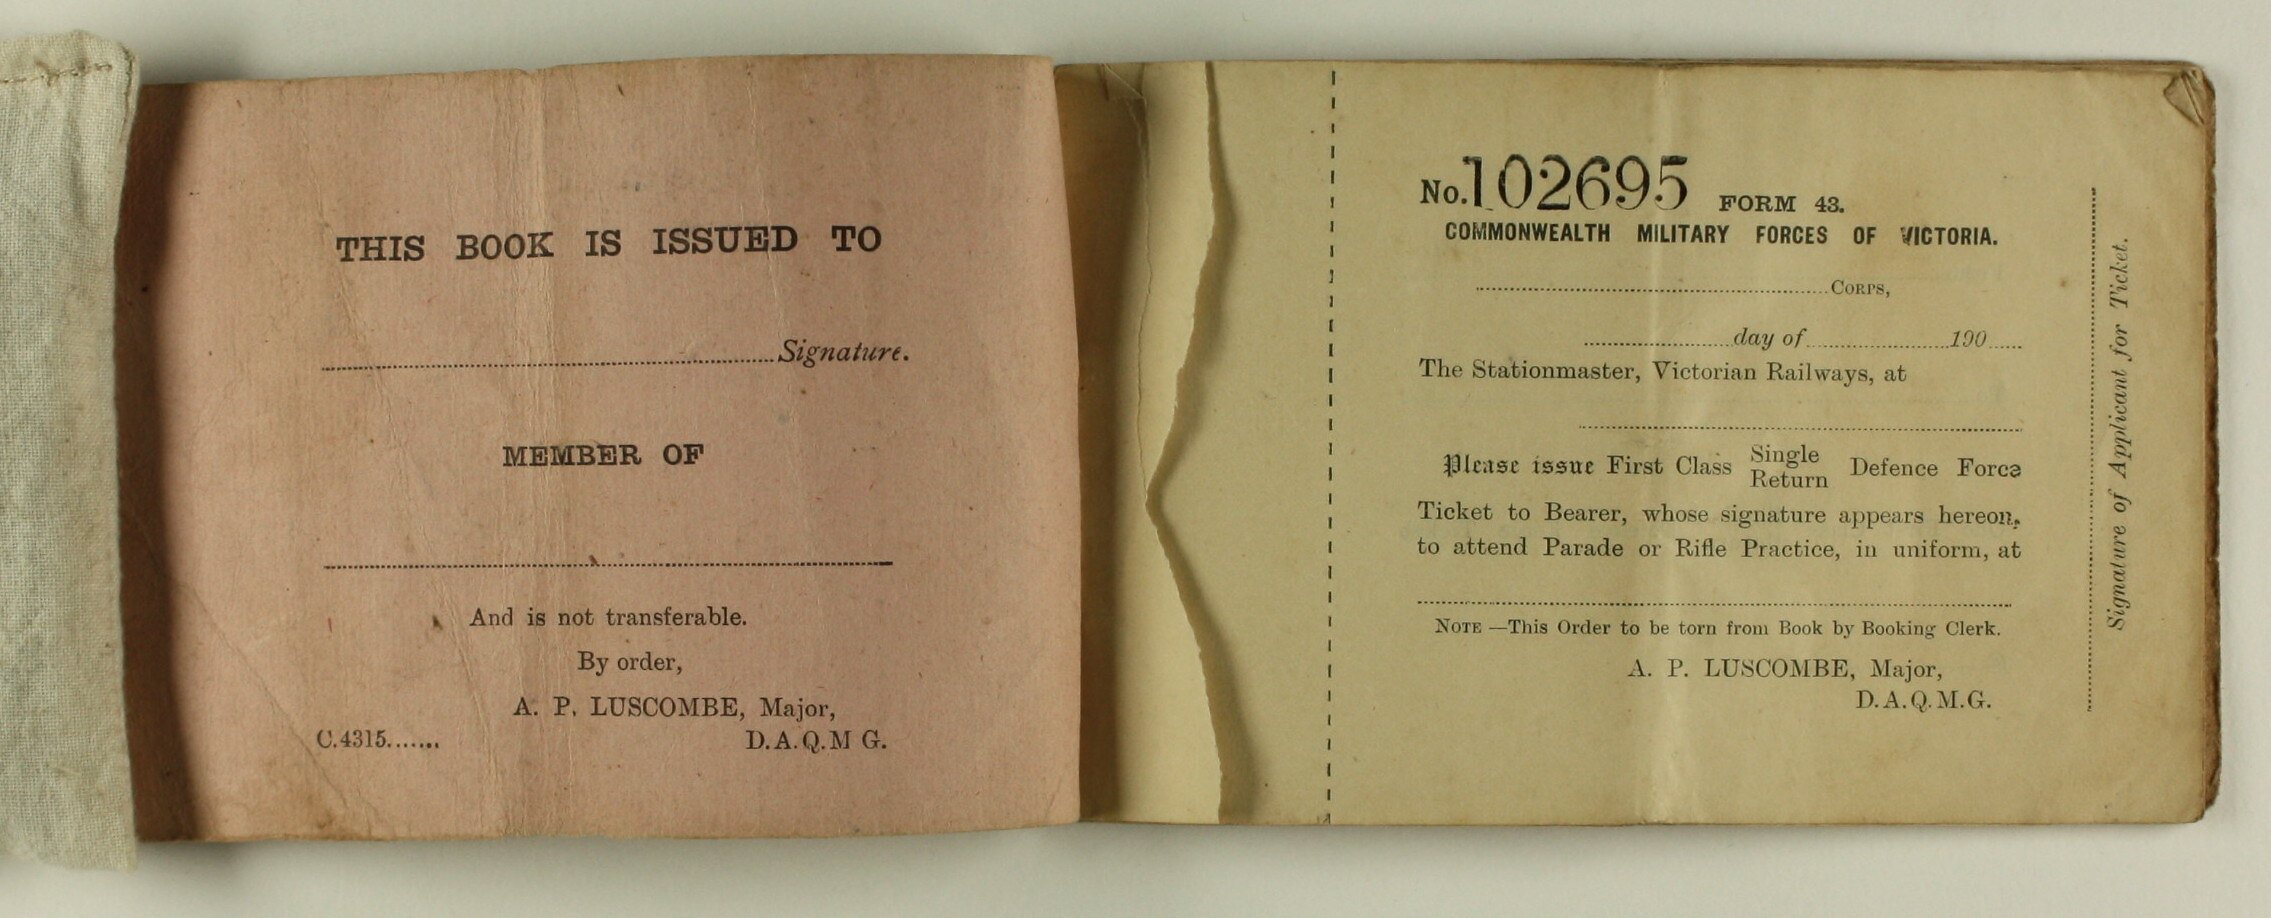 THIS BOOK IS ISSUED TO
Signature.
MEMBER OF
And is not transferable.
By order,
A. P. LUSCOMBE, Major,
C.4315....... D.A.Q.M G.
No.102695 FORM 43.
COMMONWEALTH MILITARY FORCES OF VICTORIA.
Corps,
day of 190
The Stationmaster, Victorian Railways, at
Please issue First Class Single Return Defence Force
Ticket to Bearer, whose signature appears hereon,
to attend Parade or Rifle Practice, in uniform, at
NOTE —This Order to be torn from Book by Booking Clerk.
A. P. LUSCOMBE, Major,
D.A.Q.M.G.
Signature of Applicant for Ticket.